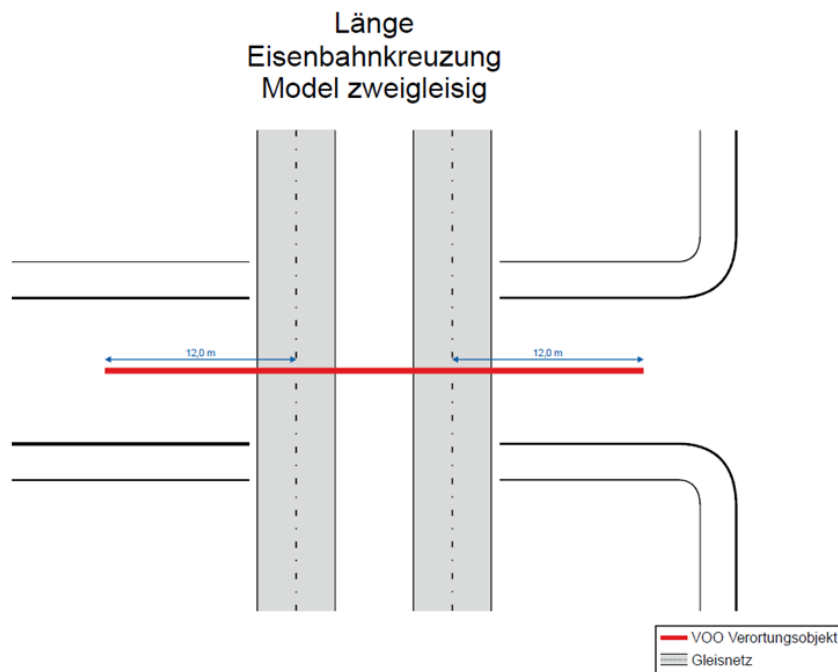 Länge
Eisenbahnkreuzung
Model zweigleisig
12,0 m
12,0 m
VOO Verortungsobjekt
Gleisnetz